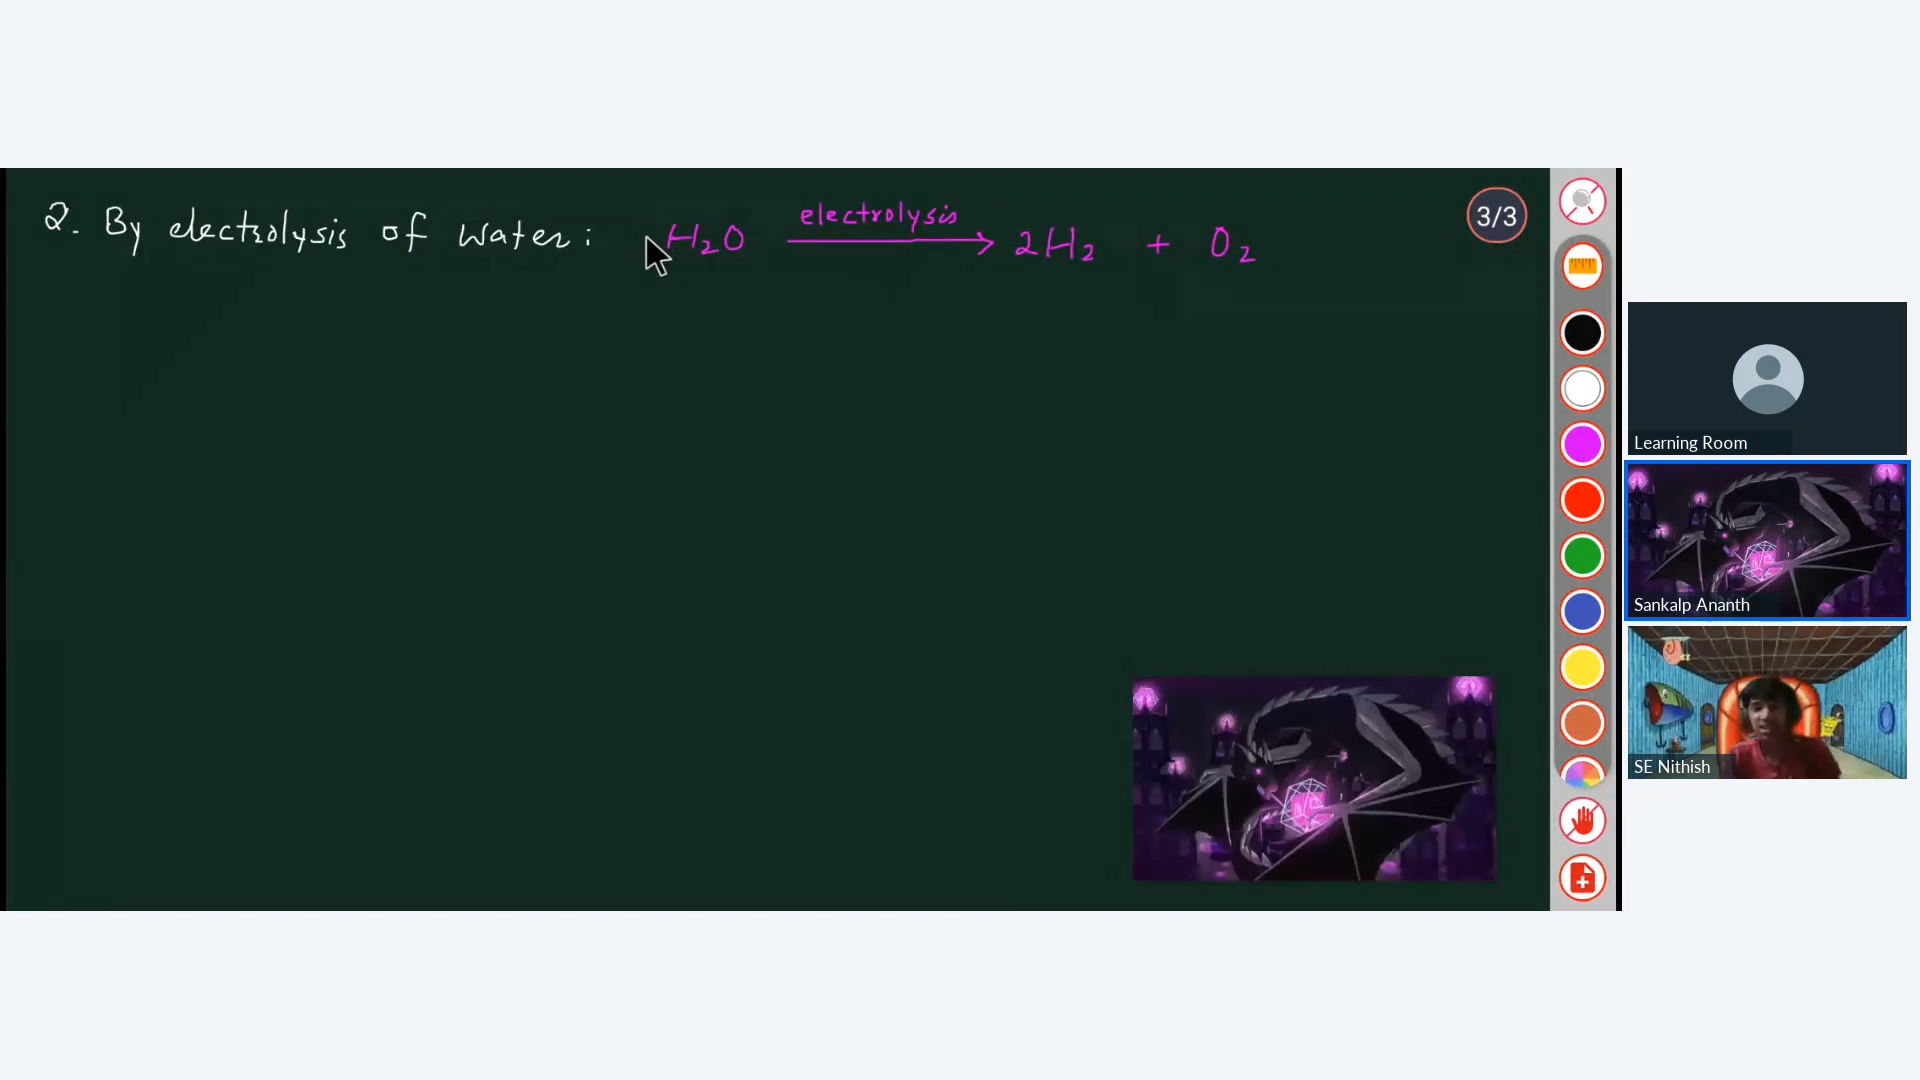 2. By electrolysis of water: H₂O electrolysis → 2H₂ + O₂
3/3
Learning Room
Sankalp Ananth
SE Nithish